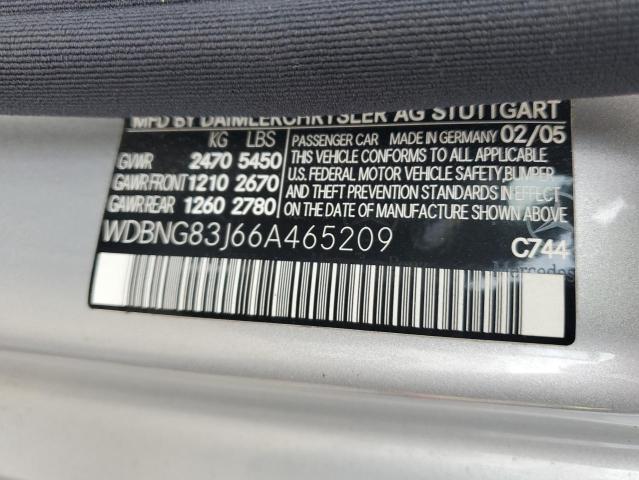 MFD BY DAIMLERCHRYSLER AG STUTTGART
KG LBS
GVWR 2470 5450
GAWR FRONT 1210 2670
GAWR REAR 1260 2780
PASSENGER CAR MADE IN GERMANY 02/05
THIS VEHICLE CONFORMS TO ALL APPLICABLE
U.S. FEDERAL MOTOR VEHICLE SAFETY, BUMPER
AND THEFT PREVENTION STANDARDS IN EFFECT
ON THE DATE OF MANUFACTURE SHOWN ABOVE.
WDBNG83J66A465209
C744
Mercedes